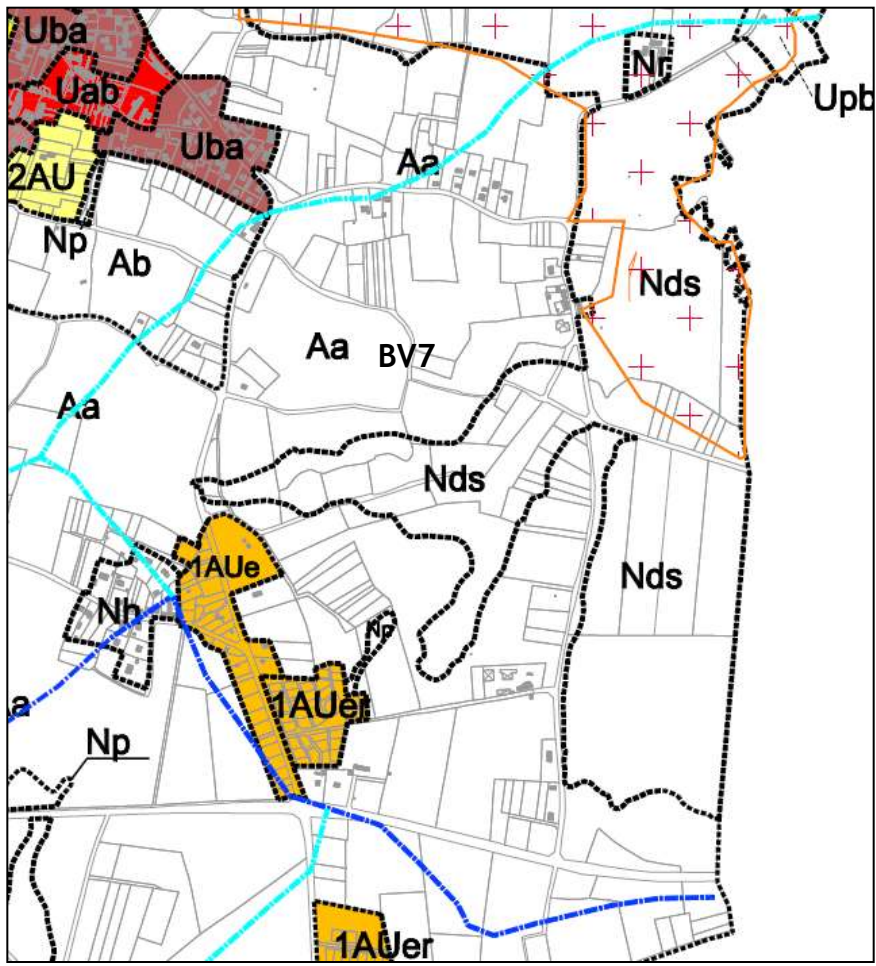 Uba
Nr
Uab
Upb
Uba
Aa
2AU
Np
Ab
Nds
Aa
BV7
Aa
Nds
1AUe
Nds
Nh
Np
1AUer
a
Np
1AUer